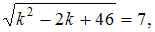 √(k² − 2k + 46) = 7,